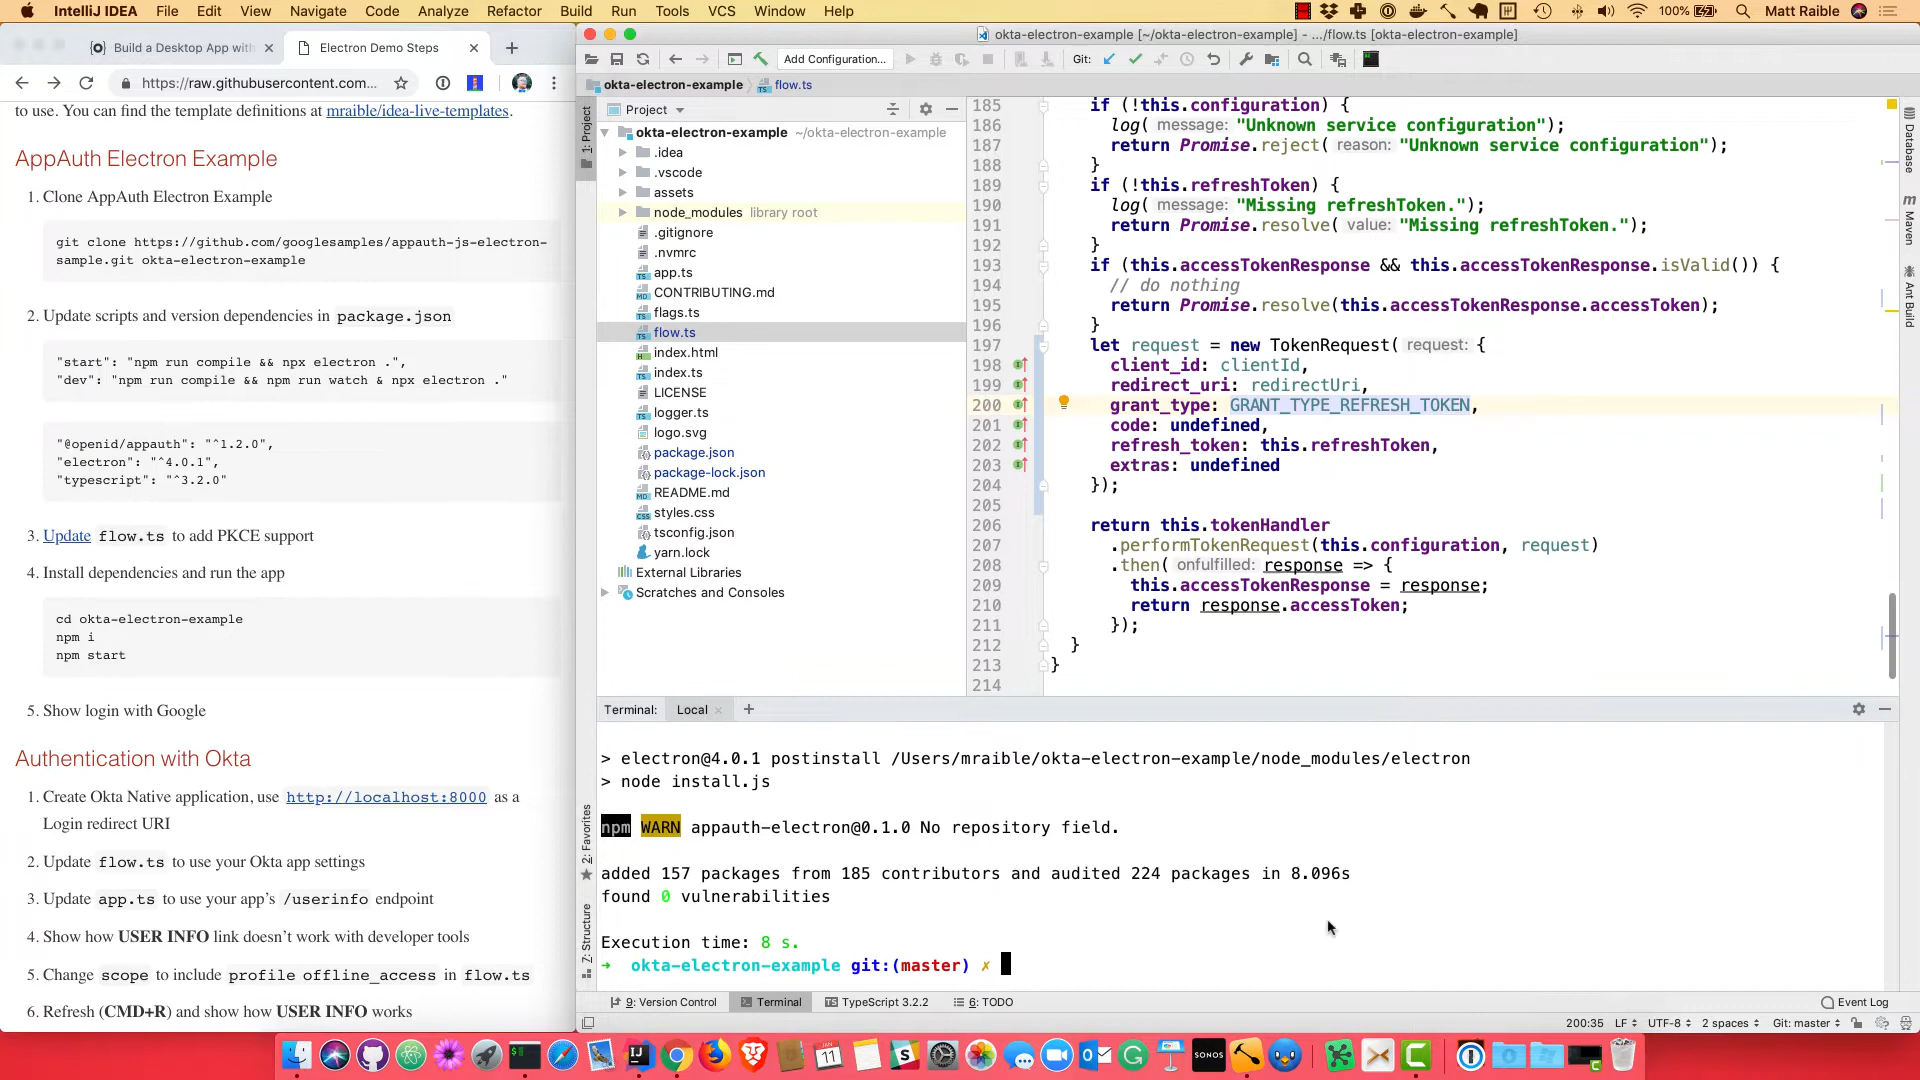 IntelliJ IDEA File Edit View Navigate Code Analyze Refactor Build Run Tools VCS Window Help 100% Matt Raible
Build a Desktop App with Electron Demo Steps
https://raw.githubusercontent.com...
to use. You can find the template definitions at mraible/idea-live-templates.
AppAuth Electron Example
1. Clone AppAuth Electron Example
git clone https://github.com/googlesamples/appauth-js-electron-
sample.git okta-electron-example
2. Update scripts and version dependencies in package.json
"start": "npm run compile && npx electron .",
"dev": "npm run compile && npm run watch & npx electron ."
"@openid/appauth": "^1.2.0",
"electron": "^4.0.1",
"typescript": "^3.2.0"
3. Update flow.ts to add PKCE support
4. Install dependencies and run the app
cd okta-electron-example
npm i
npm start
5. Show login with Google
Authentication with Okta
1. Create Okta Native application, use http://localhost:8000 as a
Login redirect URI
2. Update flow.ts to use your Okta app settings
3. Update app.ts to use your app's /userinfo endpoint
4. Show how USER INFO link doesn't work with developer tools
5. Change scope to include profile offline_access in flow.ts
6. Refresh (CMD+R) and show how USER INFO works
okta-electron-example [~/okta-electron-example] - .../flow.ts [okta-electron-example]
Add Configuration... Git:
okta-electron-example flow.ts
1: Project
2: Favorites
7: Structure
Project
okta-electron-example ~/okta-electron-example
.idea
.vscode
assets
node_modules library root
.gitignore
.nvmrc
app.ts
CONTRIBUTING.md
flags.ts
flow.ts
index.html
index.ts
LICENSE
logger.ts
logo.svg
package.json
package-lock.json
README.md
styles.css
tsconfig.json
yarn.lock
External Libraries
Scratches and Consoles
185 if (!this.configuration) {
186 log( message: "Unknown service configuration");
187 return Promise.reject( reason: "Unknown service configuration");
188 }
189 if (!this.refreshToken) {
190 log( message: "Missing refreshToken.");
191 return Promise.resolve( value: "Missing refreshToken.");
192 }
193 if (this.accessTokenResponse && this.accessTokenResponse.isValid()) {
194 // do nothing
195 return Promise.resolve(this.accessTokenResponse.accessToken);
196 }
197 let request = new TokenRequest( request: {
198 client_id: clientId,
199 redirect_uri: redirectUri,
200 grant_type: GRANT_TYPE_REFRESH_TOKEN,
201 code: undefined,
202 refresh_token: this.refreshToken,
203 extras: undefined
204 });
205
206 return this.tokenHandler
207 .performTokenRequest(this.configuration, request)
208 .then( onfulfilled: response => {
209 this.accessTokenResponse = response;
210 return response.accessToken;
211 });
212 }
213 }
214
Database
Maven
Ant Build
Terminal: Local
> electron@4.0.1 postinstall /Users/mraible/okta-electron-example/node_modules/electron
> node install.js
npm WARN appauth-electron@0.1.0 No repository field.
added 157 packages from 185 contributors and audited 224 packages in 8.096s
found 0 vulnerabilities
Execution time: 8 s.
➜ okta-electron-example git:(master) ✗
9: Version Control Terminal TypeScript 3.2.2 6: TODO Event Log
200:35 LF UTF-8 2 spaces Git: master
JAN 11 SONOS